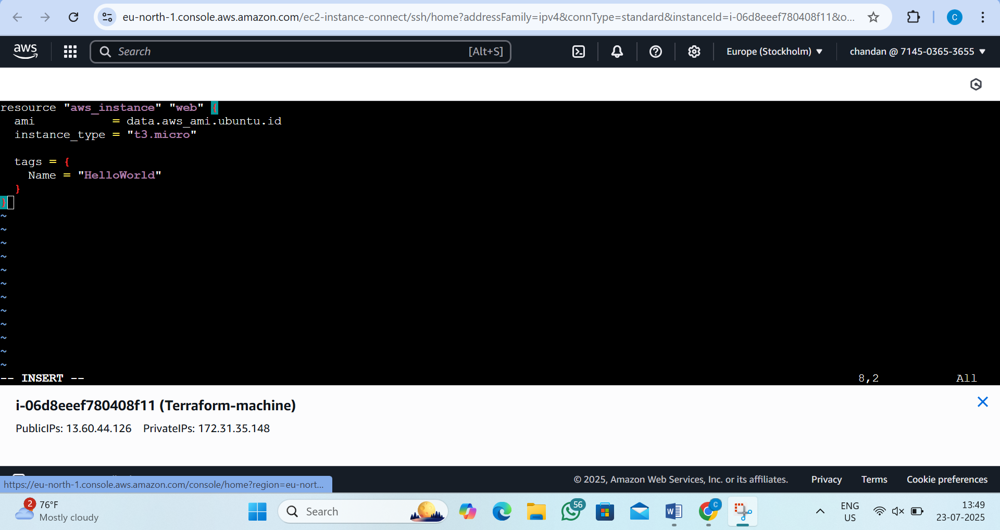 eu-north-1.console.aws.amazon.com/ec2-instance-connect/ssh/home?addressFamily=ipv4&connType=standard&instanceId=i-06d8eeef780408f11&o...
C
aws
Search [Alt+S]
Europe (Stockholm)
chandan @ 7145-0365-3655
resource "aws_instance" "web" {
  ami           = data.aws_ami.ubuntu.id
  instance_type = "t3.micro"
  tags = {
    Name = "HelloWorld"
  }
}
~
~
~
~
~
~
~
~
~
~
~
~
-- INSERT --                    8,2           All
i-06d8eeef780408f11 (Terraform-machine)
PublicIPs: 13.60.44.126    PrivateIPs: 172.31.35.148
© 2025, Amazon Web Services, Inc. or its affiliates.    Privacy    Terms    Cookie preferences
https://eu-north-1.console.aws.amazon.com/console/home?region=eu-nort...
2
76°F
Mostly cloudy
Search
56
W
C
ENG
US
13:49
23-07-2025